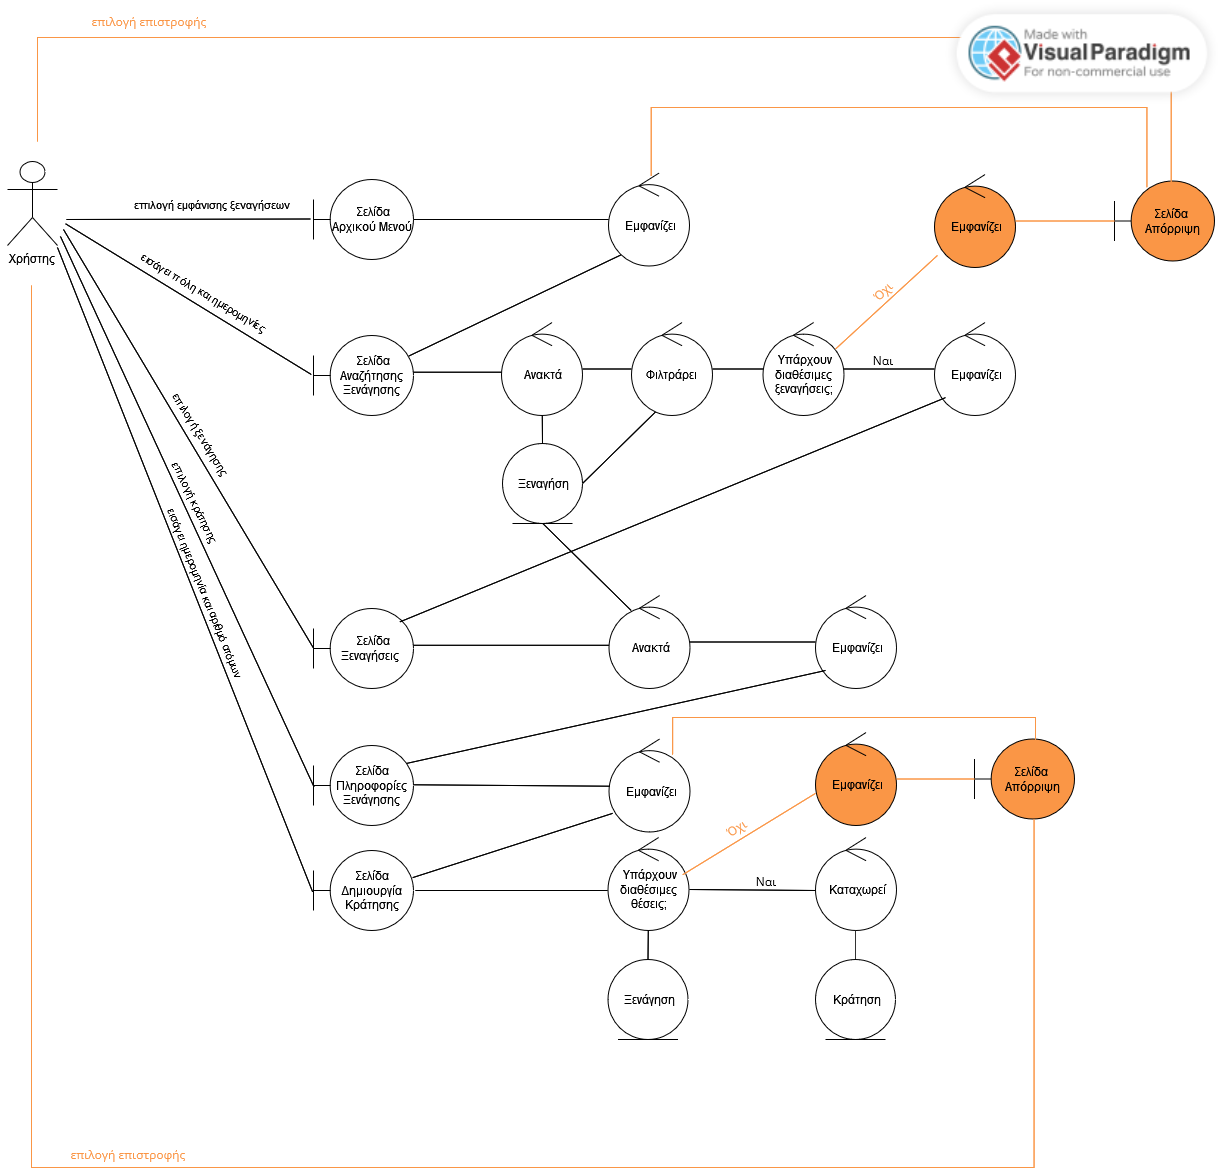 επιλογή επιστροφής
Made with
Visual Paradigm
For non-commercial use
επιλογή εμφάνισης ξεναγήσεων
Σελίδα
Αρχικού Μενού
Εμφανίζει
Εμφανίζει
Σελίδα
Απόρριψη
Χρήστης
εισάγει πόλη και ημερομηνίες
Όχι
Σελίδα
Αναζήτησης
Ξενάγησης
Ανακτά
Φιλτράρει
Υπάρχουν
διαθέσιμες
ξεναγήσεις;
Ναι
Εμφανίζει
επιλογή ξενάγησης
επιλογή κράτησης
Ξεναγήση
εισάγει ημερομηνία και αριθμό ατόμων
Σελίδα
Ξεναγήσεις
Ανακτά
Εμφανίζει
Σελίδα
Πληροφορίες
Ξενάγησης
Εμφανίζει
Εμφανίζει
Σελίδα
Απόρριψη
Όχι
Σελίδα
Δημιουργία
Κράτησης
Υπάρχουν
διαθέσιμες
θέσεις;
Ναι
Καταχωρεί
Ξενάγηση
Κράτηση
επιλογή επιστροφής